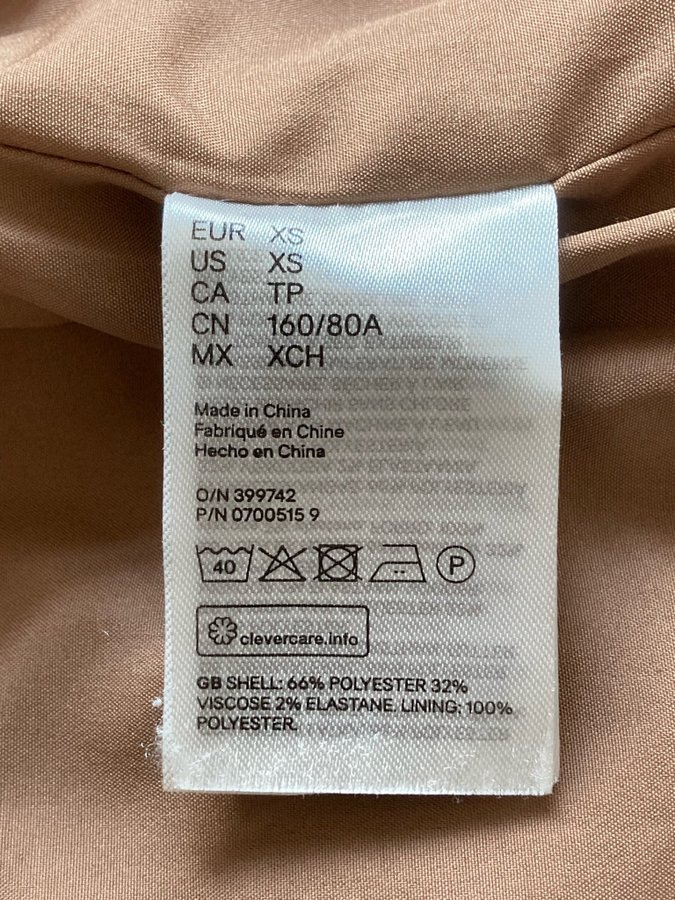 EUR XS
US XS
CA TP
CN 160/80A
MX XCH
Made in China
Fabriqué en Chine
Hecho en China
O/N 399742
P/N 0700515 9
40 P
clevercare.info
GB SHELL: 66% POLYESTER 32%
VISCOSE 2% ELASTANE. LINING: 100%
POLYESTER.